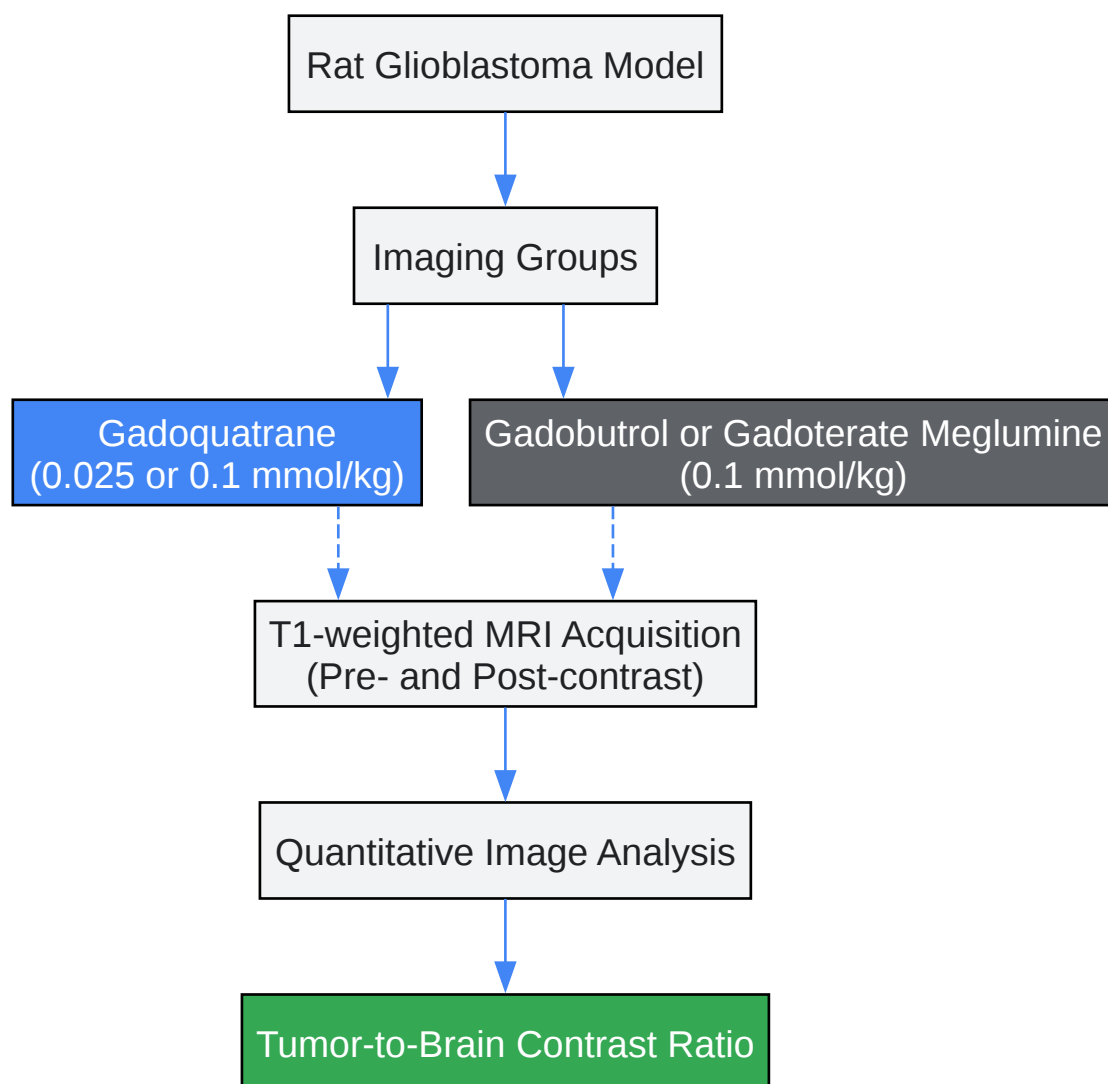 Rat Glioblastoma Model
Imaging Groups
Gadoquatrane
(0.025 or 0.1 mmol/kg)
Gadobutrol or Gadoterate Meglumine
(0.1 mmol/kg)
T1-weighted MRI Acquisition
(Pre- and Post-contrast)
Quantitative Image Analysis
Tumor-to-Brain Contrast Ratio